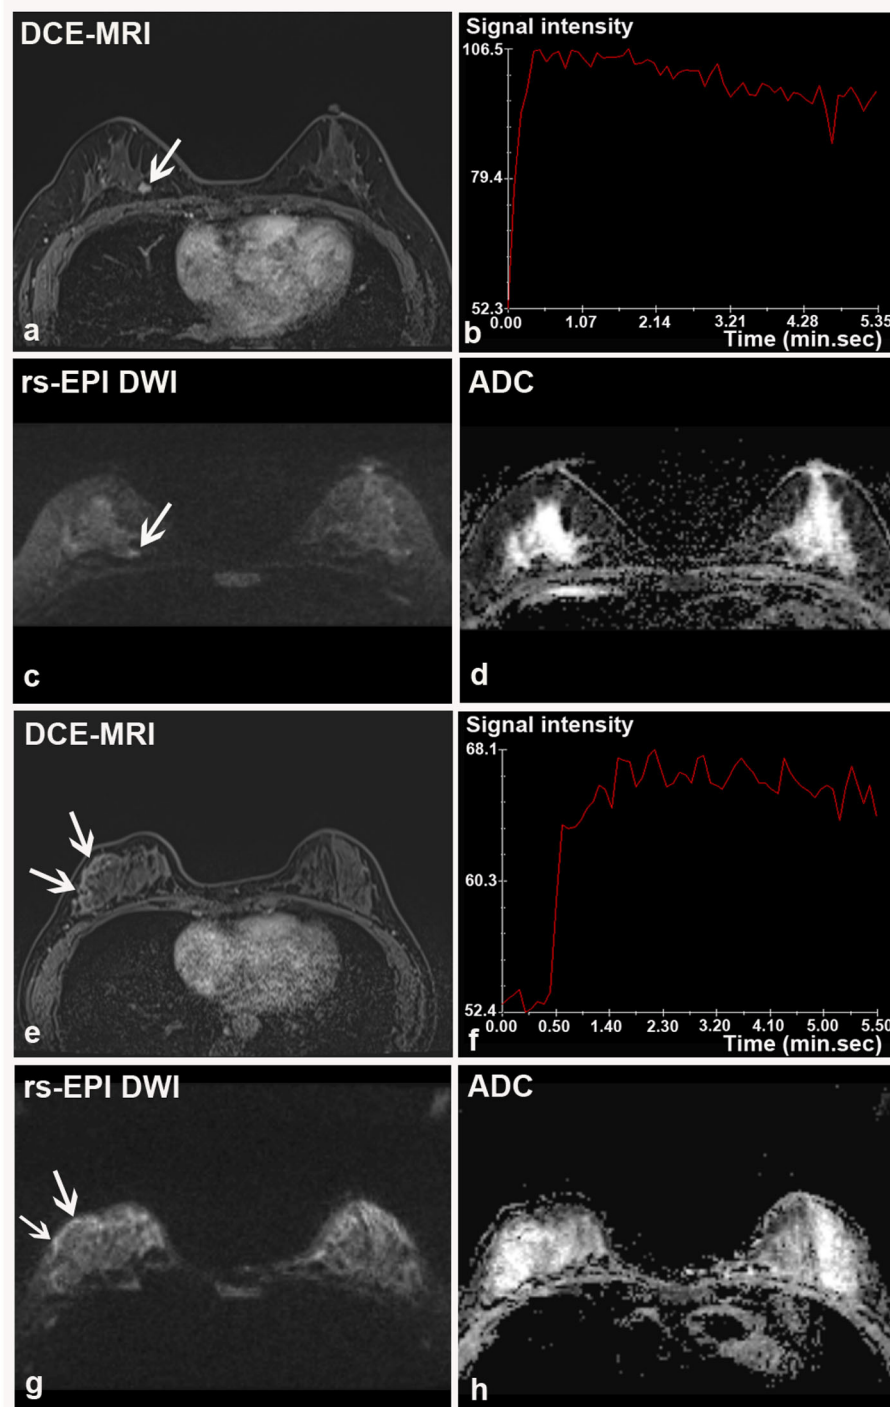 DCE-MRI
a
Signal intensity
106.5
79.4
52.3
0.00 1.07 2.14 3.21 4.28 5.35
Time (min.sec)
b
rs-EPI DWI
c
ADC
d
DCE-MRI
e
Signal intensity
68.1
60.3
52.4
0.00 0.50 1.40 2.30 3.20 4.10 5.00 5.50
Time (min.sec)
f
rs-EPI DWI
g
ADC
h